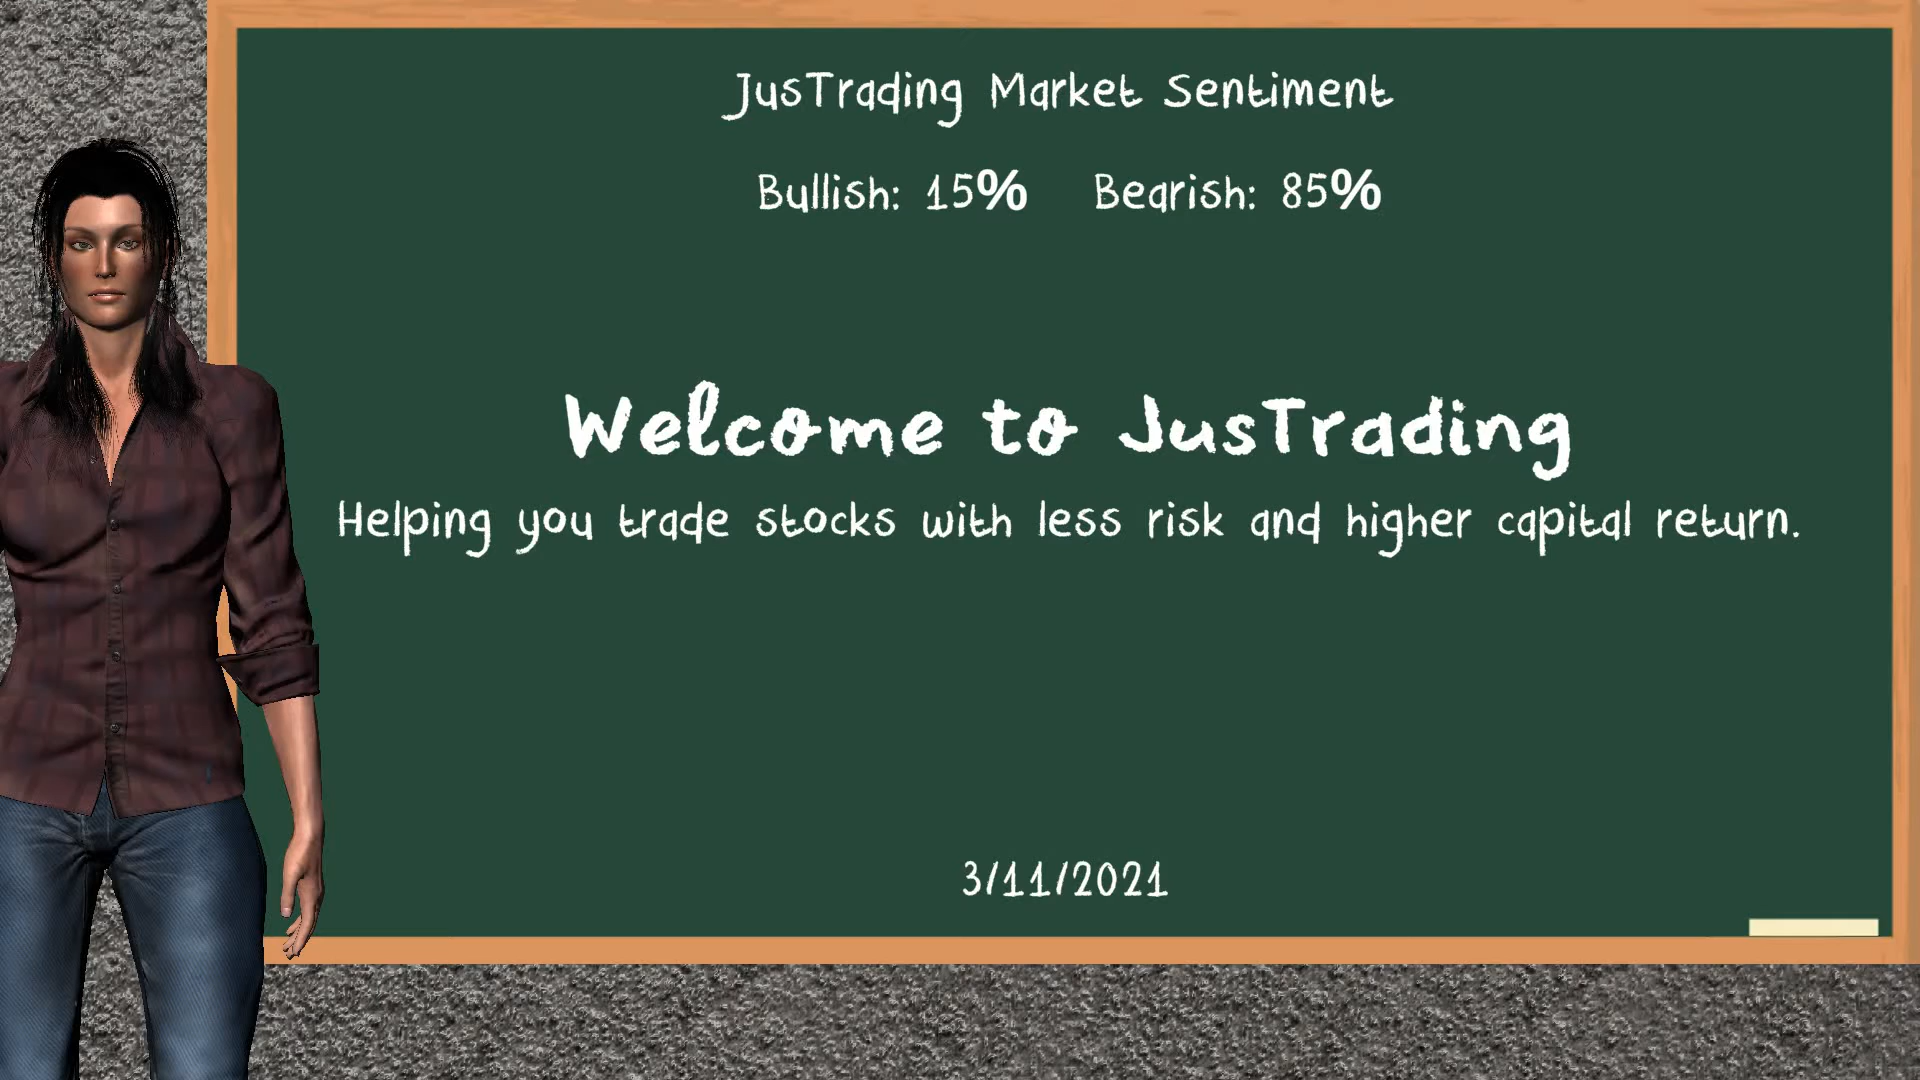 JusTrading Market Sentiment
Bullish: 15% Bearish: 85%
Welcome to JusTrading
Helping you trade stocks with less risk and higher capital return.
3/11/2021